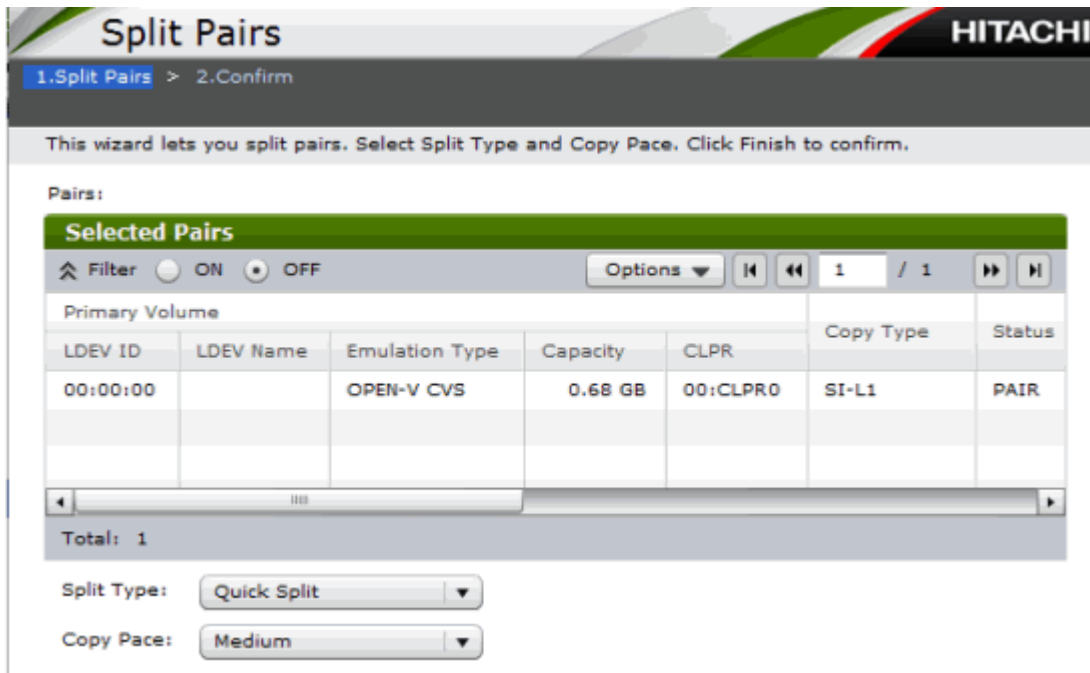 Split Pairs
HITACHI
1.Split Pairs > 2.Confirm
This wizard lets you split pairs. Select Split Type and Copy Pace. Click Finish to confirm.
Pairs:
Selected Pairs
Filter ON OFF Options 1 / 1
Primary Volume Copy Type Status
LDEV ID LDEV Name Emulation Type Capacity CLPR
00:00:00 OPEN-V CVS 0.68 GB 00:CLPR0 SI-L1 PAIR
Total: 1
Split Type: Quick Split
Copy Pace: Medium